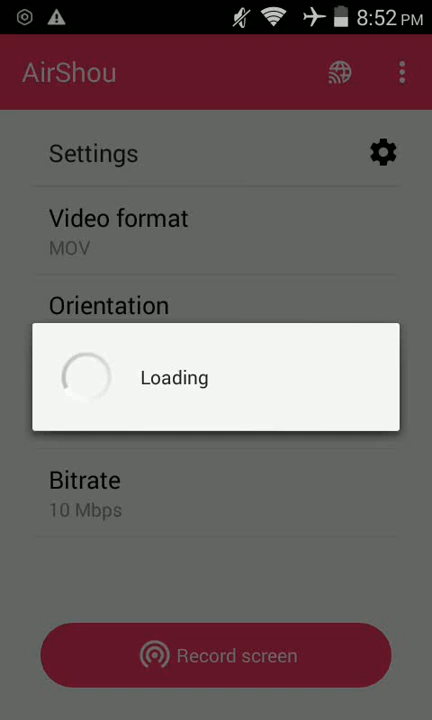 8:52 PM
AirShou
Settings
Video format
MOV
Orientation
Loading
Bitrate
10 Mbps
Record screen